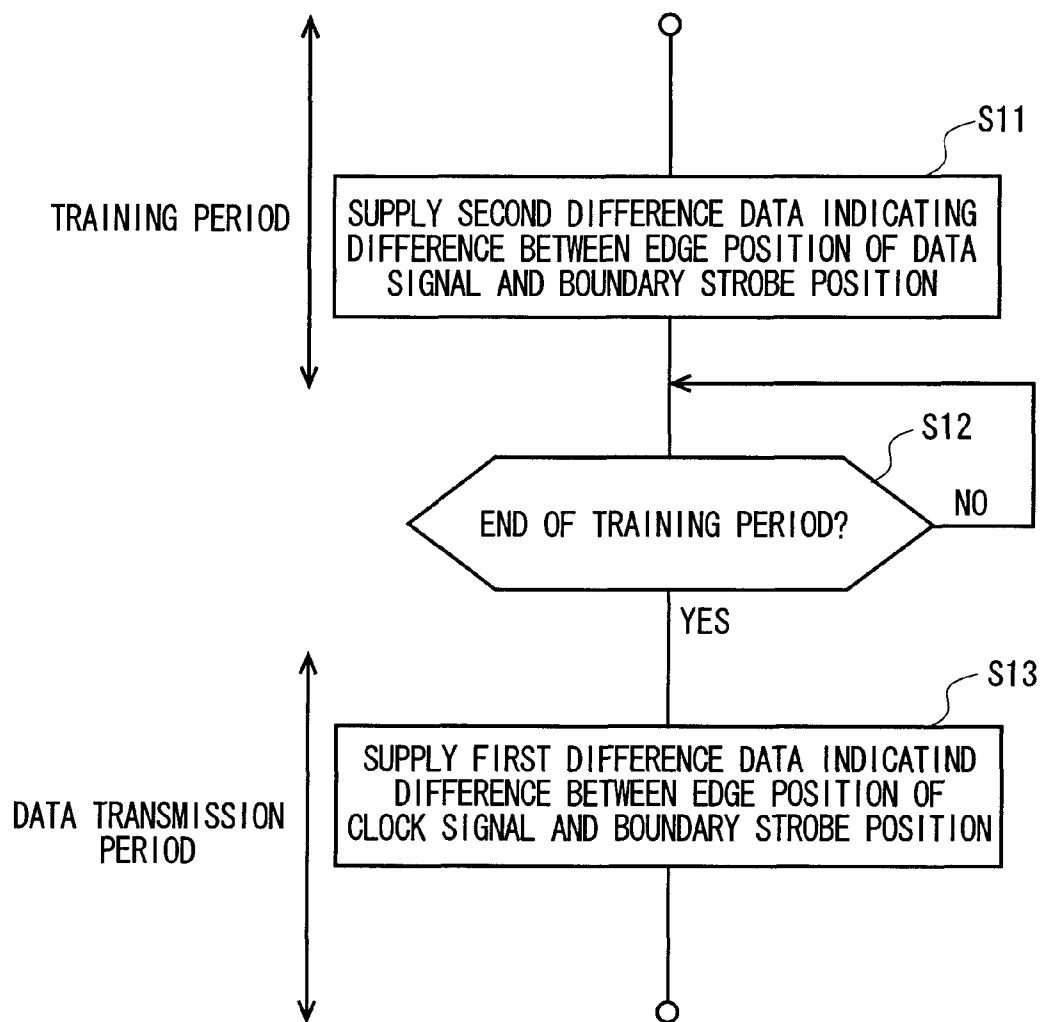 S11
TRAINING PERIOD
SUPPLY SECOND DIFFERENCE DATA INDICATING
DIFFERENCE BETWEEN EDGE POSITION OF DATA
SIGNAL AND BOUNDARY STROBE POSITION
S12
END OF TRAINING PERIOD?
NO
YES
S13
DATA TRANSMISSION
PERIOD
SUPPLY FIRST DIFFERENCE DATA INDICATIND
DIFFERENCE BETWEEN EDGE POSITION OF
CLOCK SIGNAL AND BOUNDARY STROBE POSITION